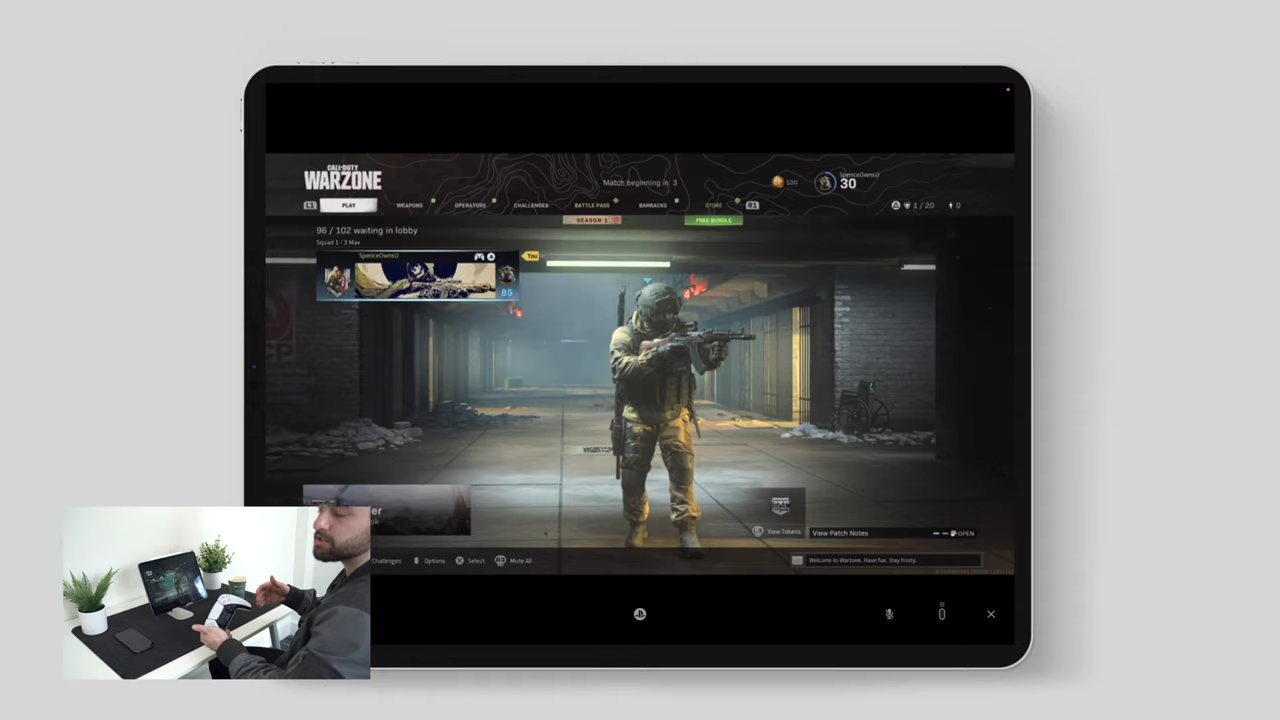 CALL OF DUTY
WARZONE
Match beginning in: 3
100
SpenceOwnsU
30
L1 PLAY WEAPONS OPERATORS CHALLENGES BATTLE PASS BARRACKS STORE R1
1 / 20 0
SEASON 1 FREE BUNDLE
96 / 102 waiting in lobby
Squad 1 / 3 Max
SpenceOwnsU
You
85
View Tokens
View Patch Notes
OPEN
Challenges Options Select R3 Mute All
Welcome to Warzone. Have fun. Stay frosty.